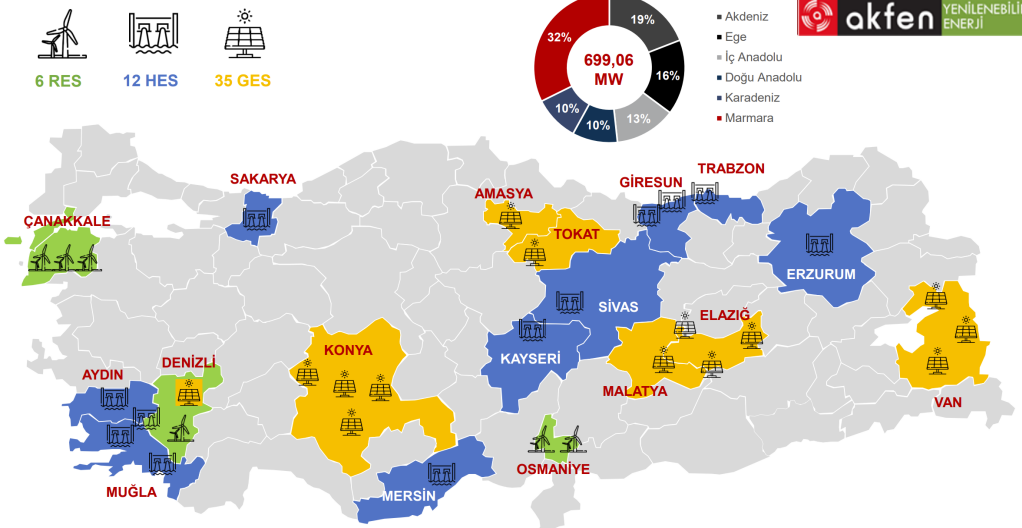 6 RES
12 HES
35 GES
32%
19%
16%
13%
10%
10%
699,06
MW
Akdeniz
Ege
İç Anadolu
Doğu Anadolu
Karadeniz
Marmara
akfen
YENİLENEBİLİR
ENERJİ
SAKARYA
ÇANAKKALE
AMASYA
TOKAT
GİRESUN
TRABZON
ERZURUM
SİVAS
ELAZIĞ
KAYSERİ
MALATYA
VAN
KONYA
DENİZLİ
AYDIN
MUĞLA
MERSİN
OSMANİYE